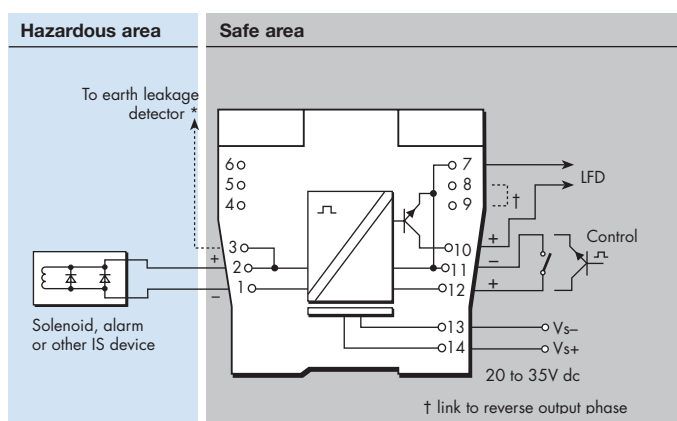 Hazardous area
Safe area
To earth leakage
detector *
6
5
4
3
+
2
1
–
7
8
9
†
LFD
10
+
–
11
12
+
Control
Solenoid, alarm
or other IS device
13
Vs–
14
Vs+
20 to 35V dc
† link to reverse output phase